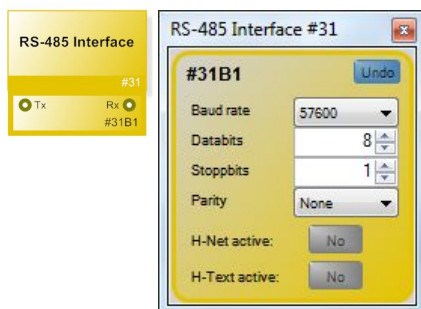 RS-485 Interface
#31
Tx Rx
#31B1
RS-485 Interface #31
x
#31B1 Undo
Baud rate 57600
Databits 8
Stoppbits 1
Parity None
H-Net active: No
H-Text active: No